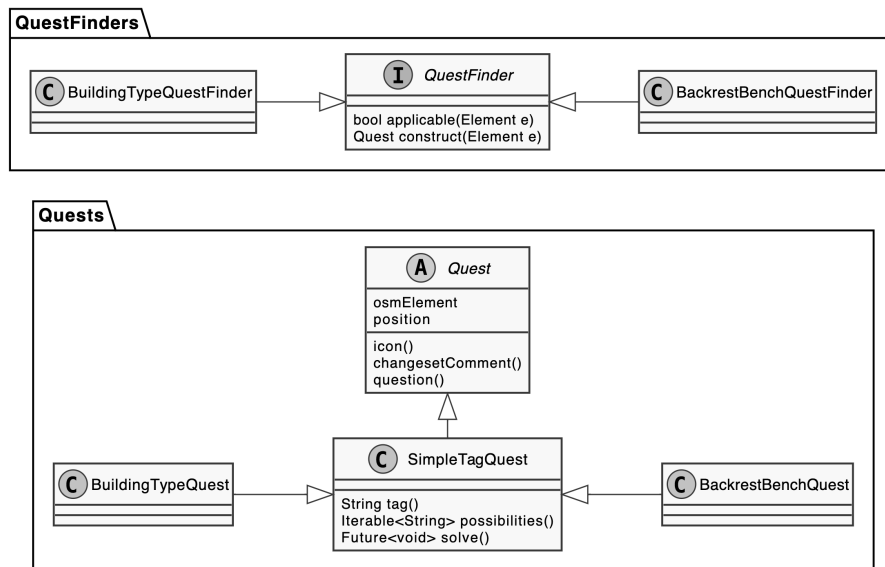 QuestFinders
I QuestFinder
C BuildingTypeQuestFinder
C BackrestBenchQuestFinder
bool applicable(Element e)
Quest construct(Element e)
Quests
A Quest
osmElement
position
icon()
changesetComment()
question()
C SimpleTagQuest
C BuildingTypeQuest
C BackrestBenchQuest
String tag()
Iterable<String> possibilities()
Future<void> solve()